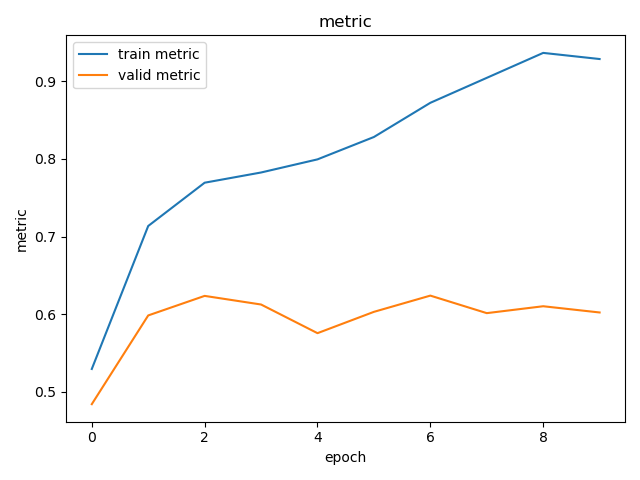 metric
train metric
valid metric
0.9
0.8
0.7
0.6
0.5
metric
0 2 4 6 8
epoch